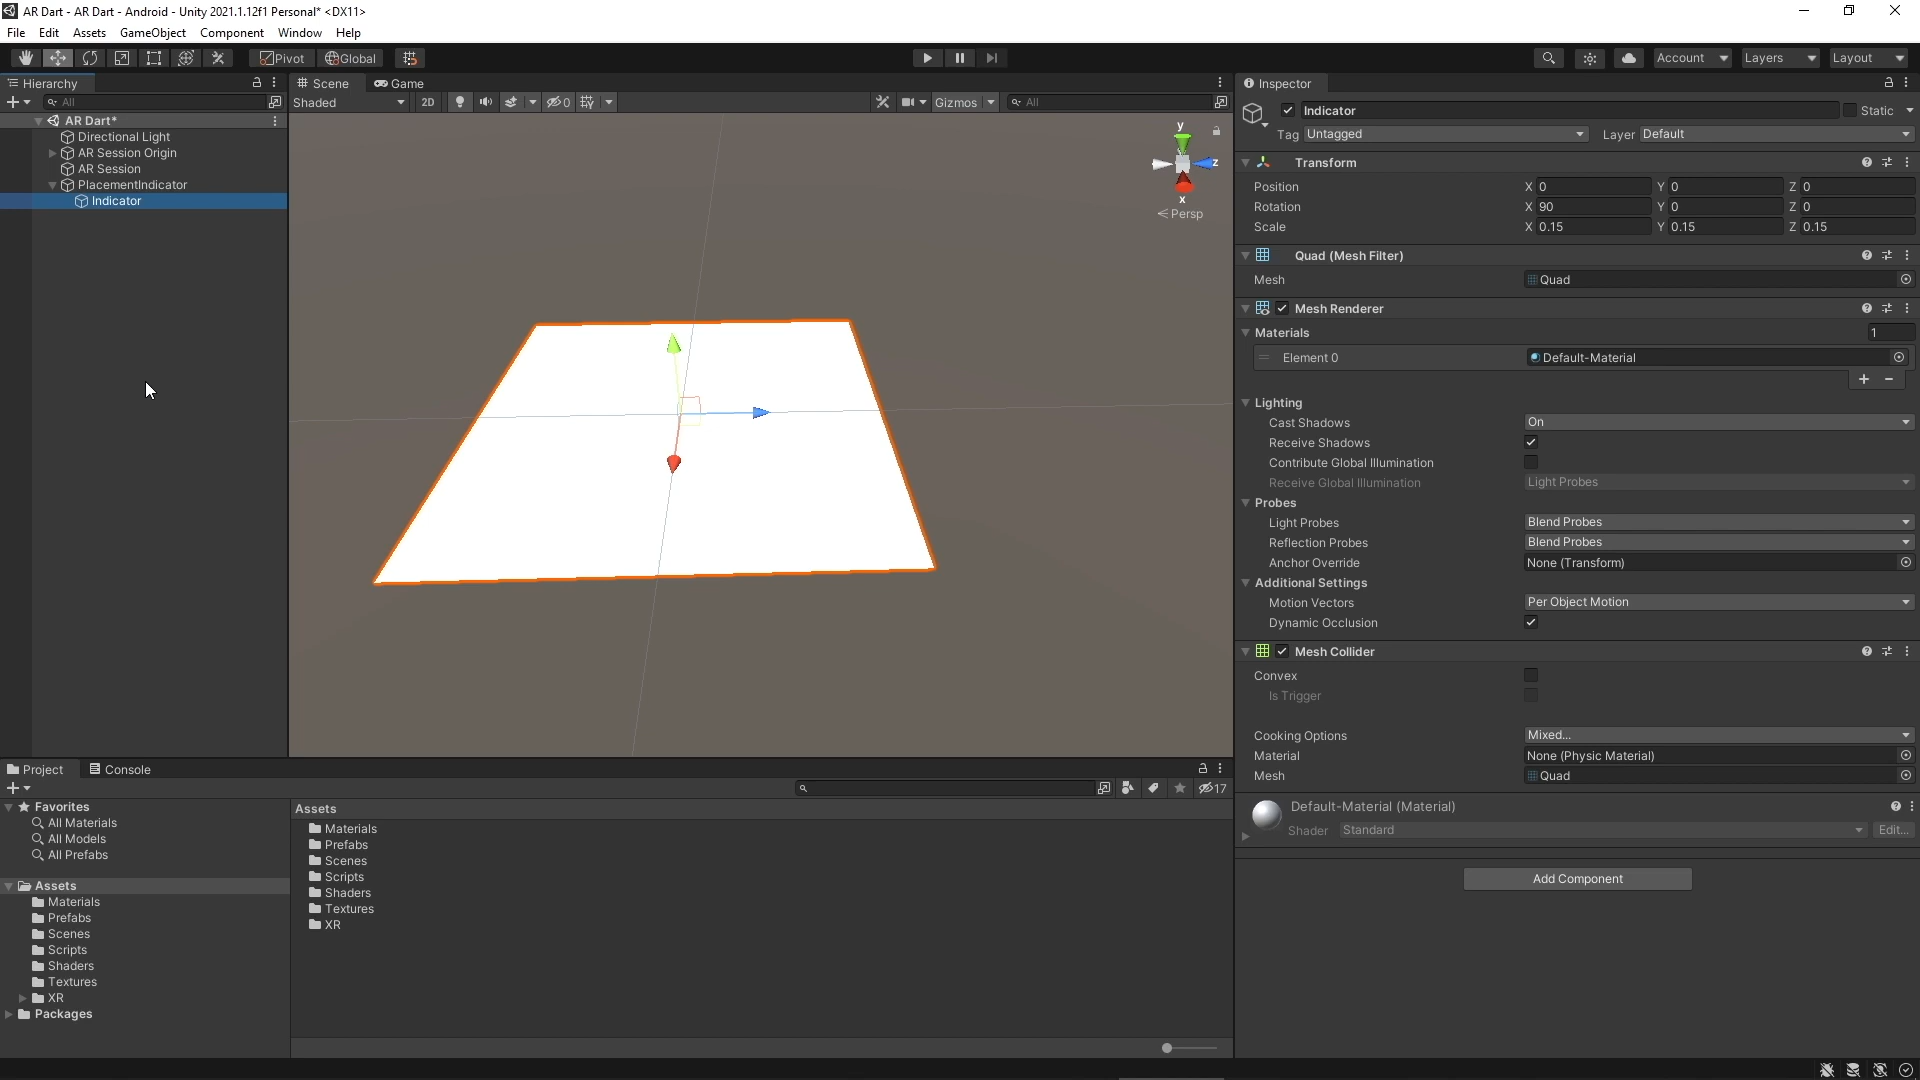 AR Dart - AR Dart - Android - Unity 2021.1.12f1 Personal* <DX11>
File Edit Assets GameObject Component Window Help
Pivot Global Account Layers Layout
Hierarchy
All
AR Dart*
Directional Light
AR Session Origin
AR Session
PlacementIndicator
Indicator
Scene Game
Shaded 2D 0 Gizmos All
y
z
x
Persp
Inspector
Indicator Static
Tag Untagged Layer Default
Transform
Position X 0 Y 0 Z 0
Rotation X 90 Y 0 Z 0
Scale X 0.15 Y 0.15 Z 0.15
Quad (Mesh Filter)
Mesh Quad
Mesh Renderer
Materials 1
Element 0 Default-Material
Lighting
Cast Shadows On
Receive Shadows
Contribute Global Illumination
Receive Global Illumination Light Probes
Probes
Light Probes Blend Probes
Reflection Probes Blend Probes
Anchor Override None (Transform)
Additional Settings
Motion Vectors Per Object Motion
Dynamic Occlusion
Mesh Collider
Convex
Is Trigger
Cooking Options Mixed...
Material None (Physic Material)
Mesh Quad
Default-Material (Material)
Shader Standard Edit...
Add Component
Project Console
17
Favorites
All Materials
All Models
All Prefabs
Assets
Materials
Prefabs
Scenes
Scripts
Shaders
Textures
XR
Packages
Assets
Materials
Prefabs
Scenes
Scripts
Shaders
Textures
XR